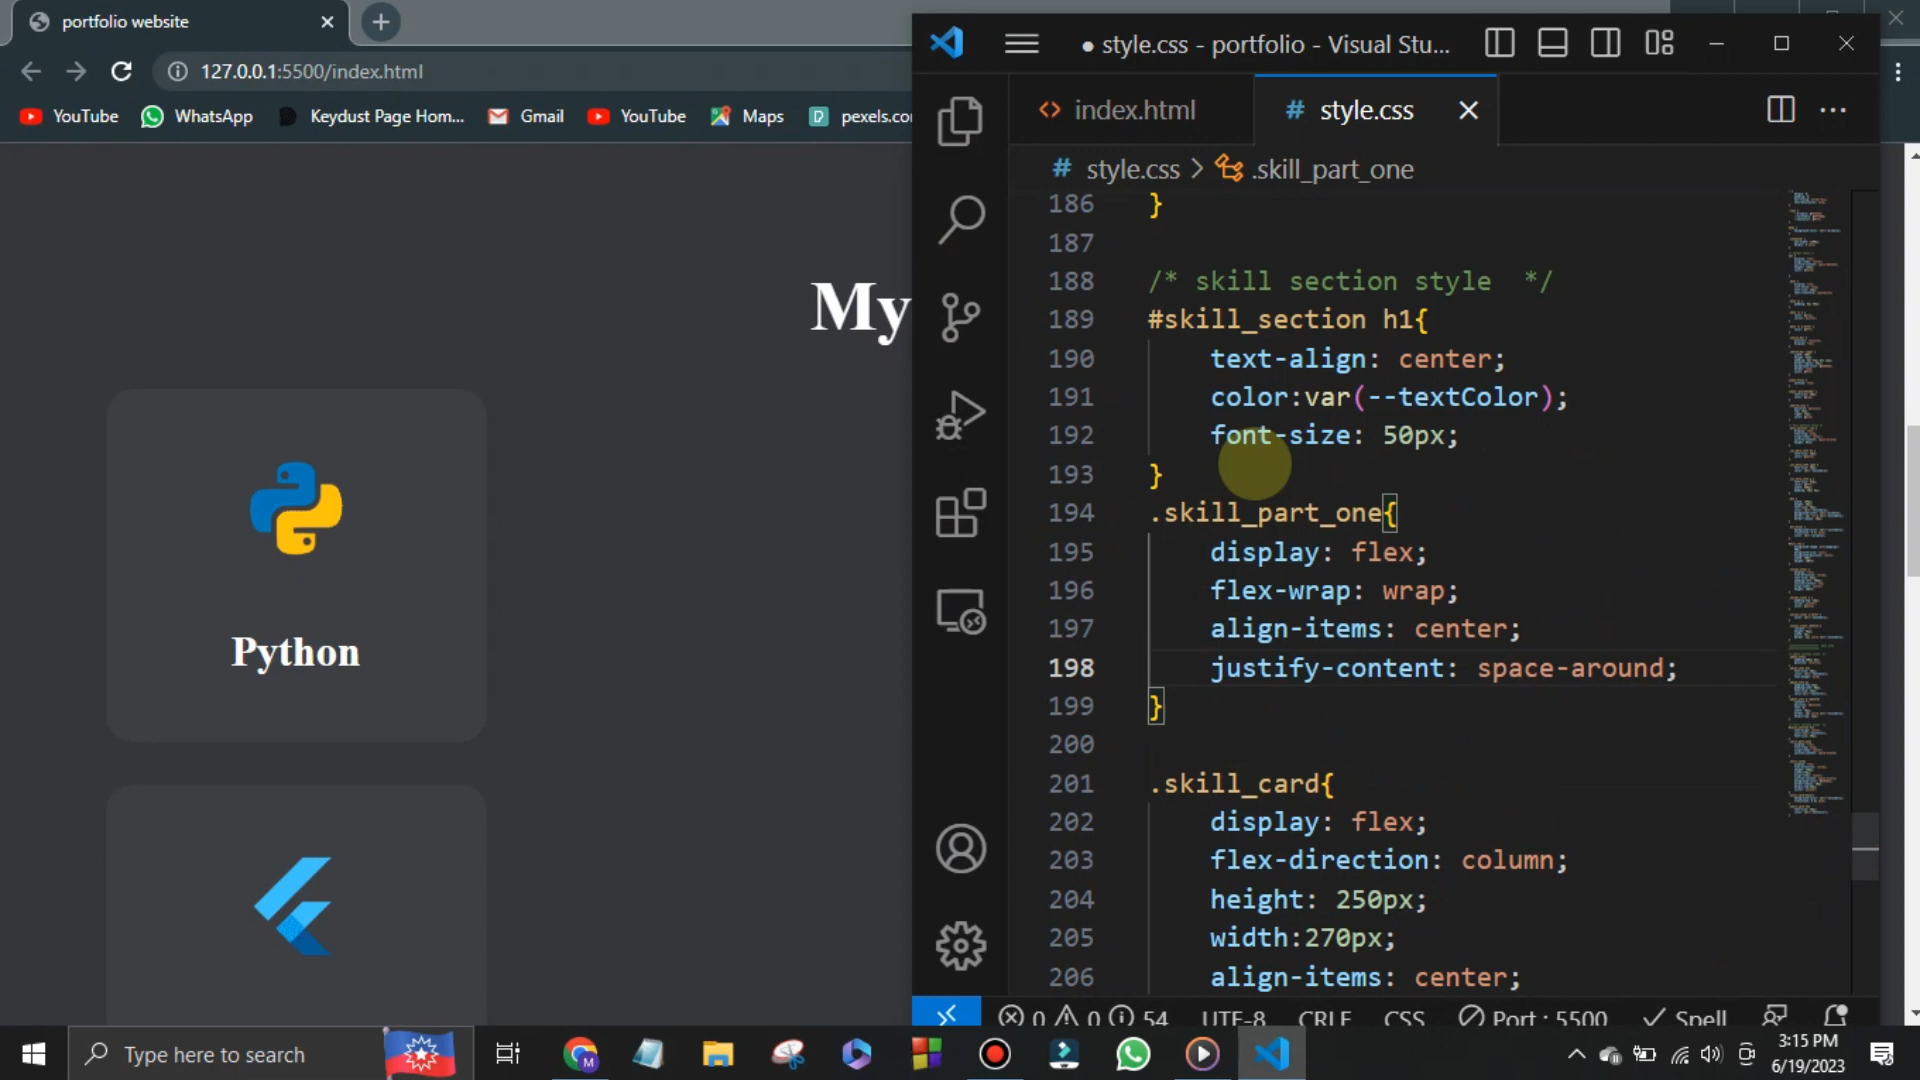 portfolio website
127.0.0.1:5500/index.html
YouTube
WhatsApp
Keydust Page Hom...
Gmail
YouTube
Maps
pexels.co
My
Python
● style.css - portfolio - Visual Stu...
index.html
# style.css
# style.css > .skill_part_one
186 }
187
188 /* skill section style */
189 #skill_section h1{
190 text-align: center;
191 color:var(--textColor);
192 font-size: 50px;
193 }
194 .skill_part_one{
195 display: flex;
196 flex-wrap: wrap;
197 align-items: center;
198 justify-content: space-around;
199 }
200
201 .skill_card{
202 display: flex;
203 flex-direction: column;
204 height: 250px;
205 width:270px;
206 align-items: center;
0 0 54 UTF-8 CRLF CSS Port : 5500 Spell
Type here to search
3:15 PM
6/19/2023